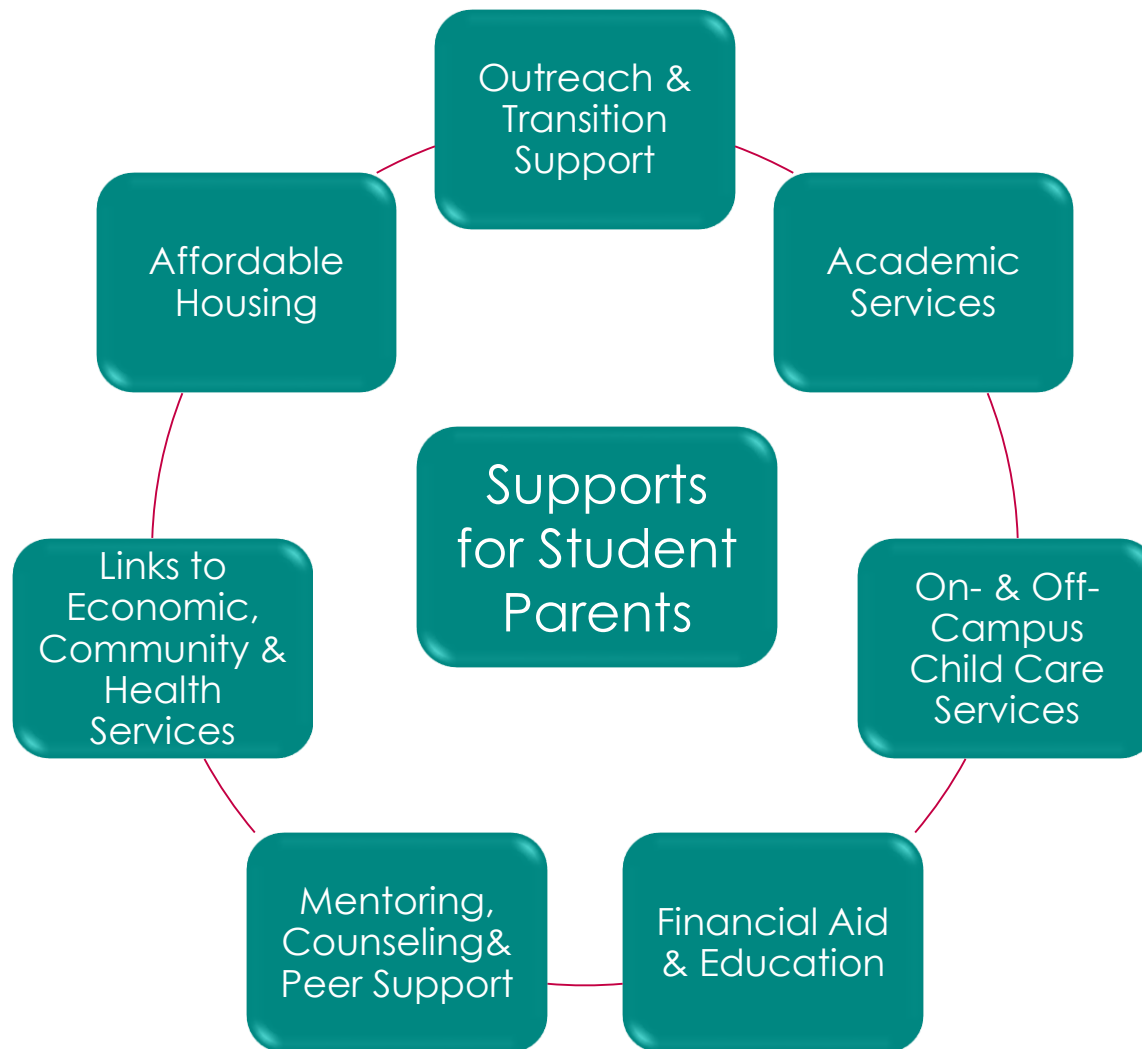 Outreach &
Transition
Support
Academic
Services
On- & Off-
Campus
Child Care
Services
Financial Aid
& Education
Mentoring,
Counseling&
Peer Support
Links to
Economic,
Community &
Health
Services
Affordable
Housing
Supports
for Student
Parents